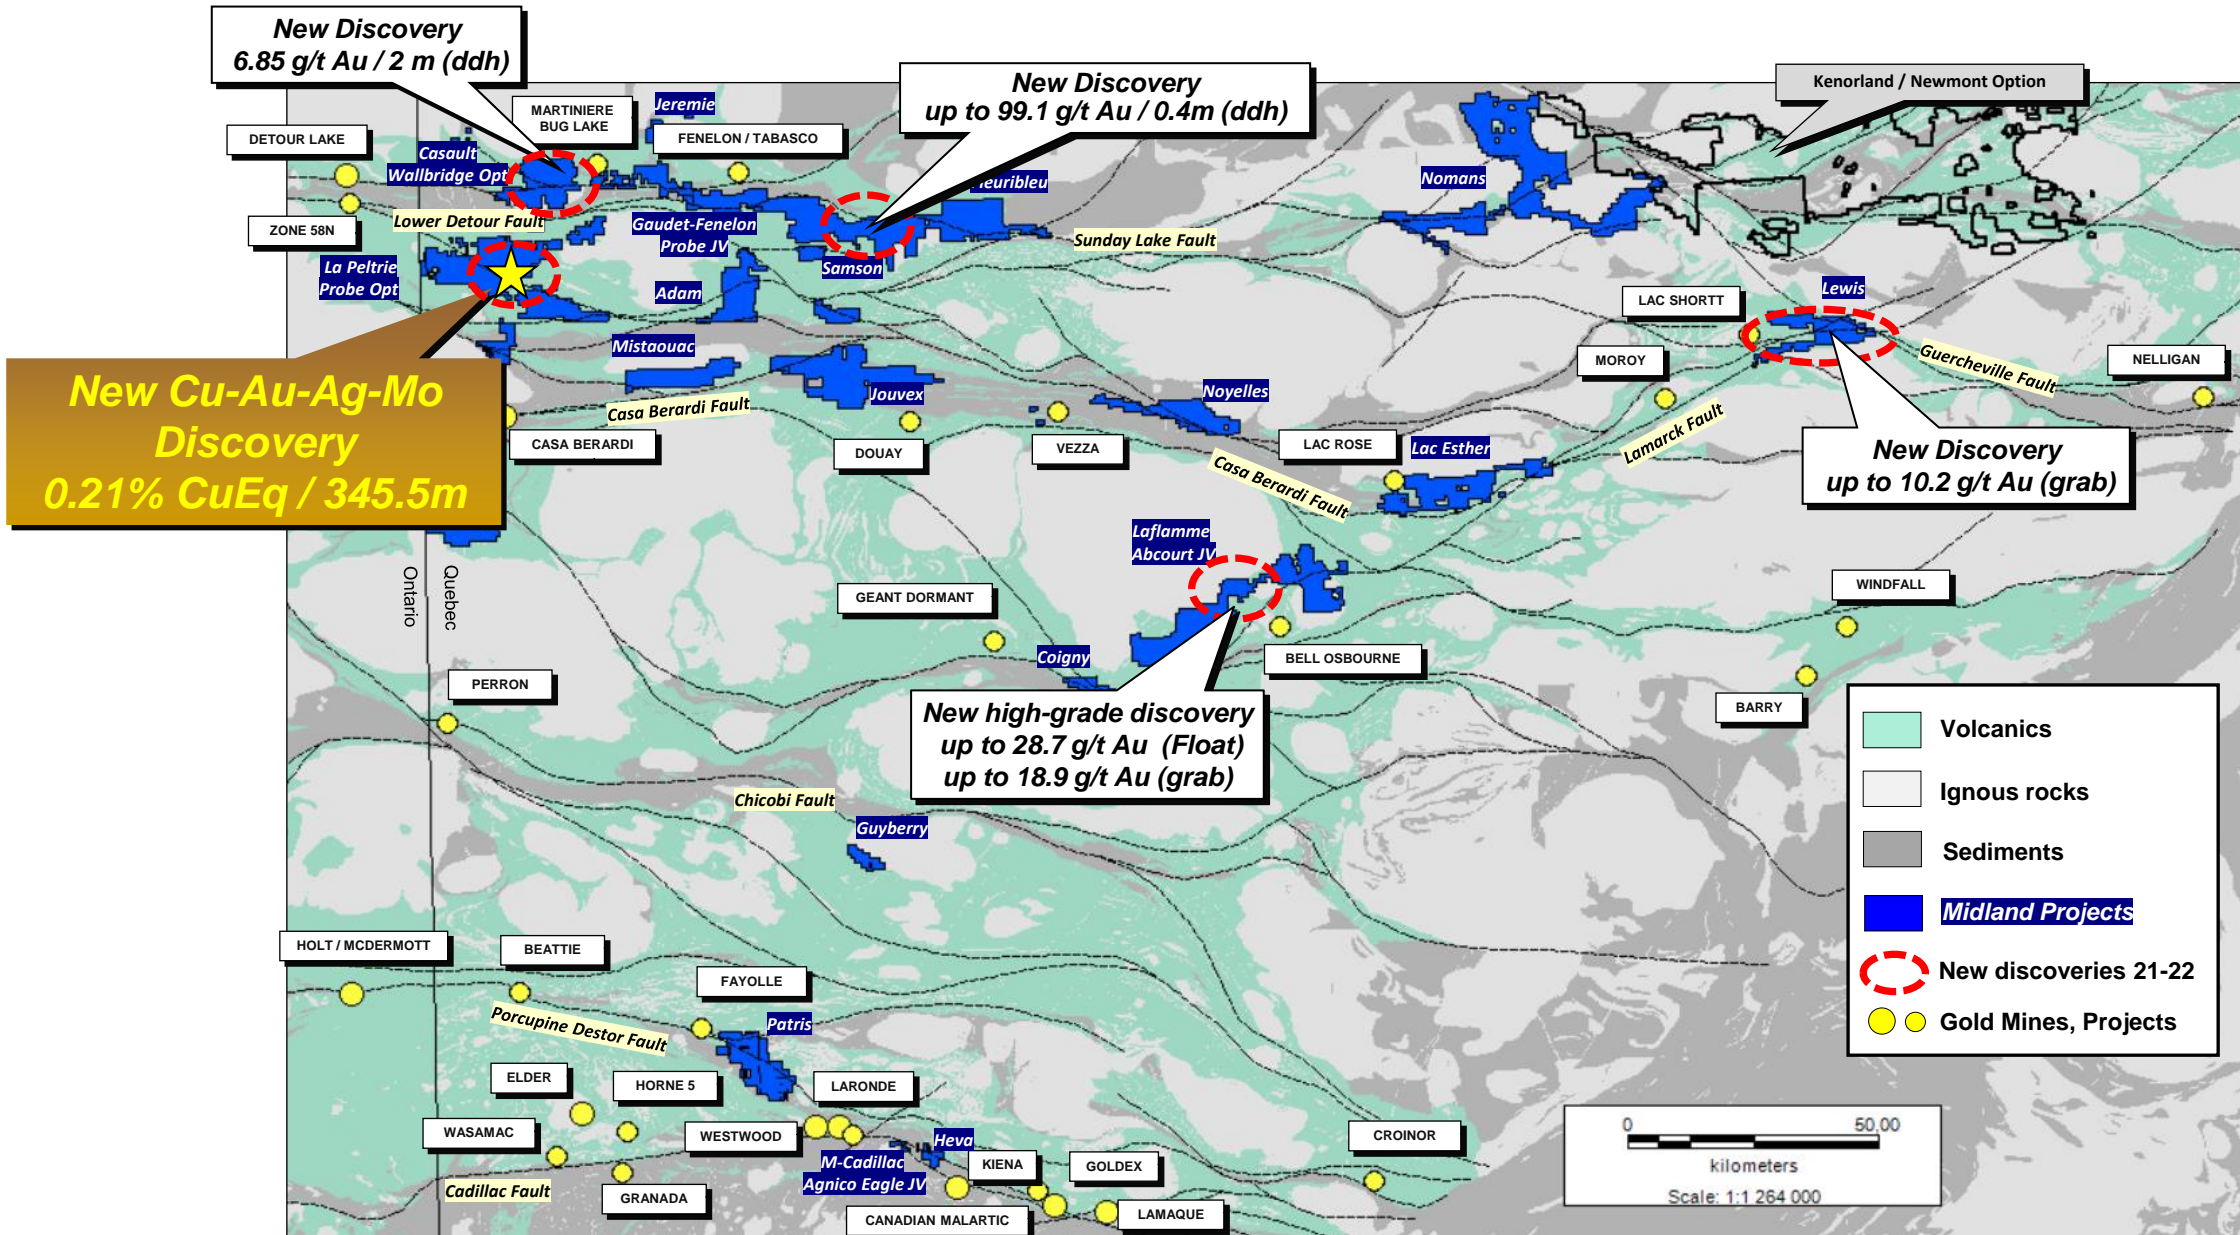 New Discovery
6.85 g/t Au / 2 m (ddh)
New Discovery
up to 99.1 g/t Au / 0.4m (ddh)
Kenorland / Newmont Option
MARTINIERE
BUG LAKE
Jeremie
DETOUR LAKE
FENELON / TABASCO
Casault
Wallbridge Opt
Nomans
Lower Detour Fault
ZONE 58N
Gaudet-Fenelon
Probe JV
Sunday Lake Fault
La Peltrie
Probe Opt
Samson
Adam
LAC SHORTT
Lewis
Mistaouac
MOROY
Guercheville Fault
NELLIGAN
New Cu-Au-Ag-Mo
Discovery
0.21% CuEq / 345.5m
Jouvex
Noyelles
Casa Berardi Fault
CASA BERARDI
DOUAY
VEZZA
LAC ROSE
Lac Esther
Lamarck Fault
Casa Berardi Fault
New Discovery
up to 10.2 g/t Au (grab)
Laflamme
Abcourt JV
Ontario
Quebec
GEANT DORMANT
WINDFALL
Coigny
BELL OSBOURNE
PERRON
BARRY
New high-grade discovery
up to 28.7 g/t Au (Float)
up to 18.9 g/t Au (grab)
Chicobi Fault
Guyberry
Volcanics
Ignous rocks
Sediments
Midland Projects
New discoveries 21-22
Gold Mines, Projects
HOLT / MCDERMOTT
BEATTIE
FAYOLLE
Porcupine Destor Fault
Patris
ELDER
HORNE 5
LARONDE
WASAMAC
WESTWOOD
Heva
CROINOR
M-Cadillac
Agnico Eagle JV
KIENA
GOLDEX
Cadillac Fault
GRANADA
CANADIAN MALARTIC
LAMAQUE
0 50,00
kilometers
Scale: 1:1 264 000